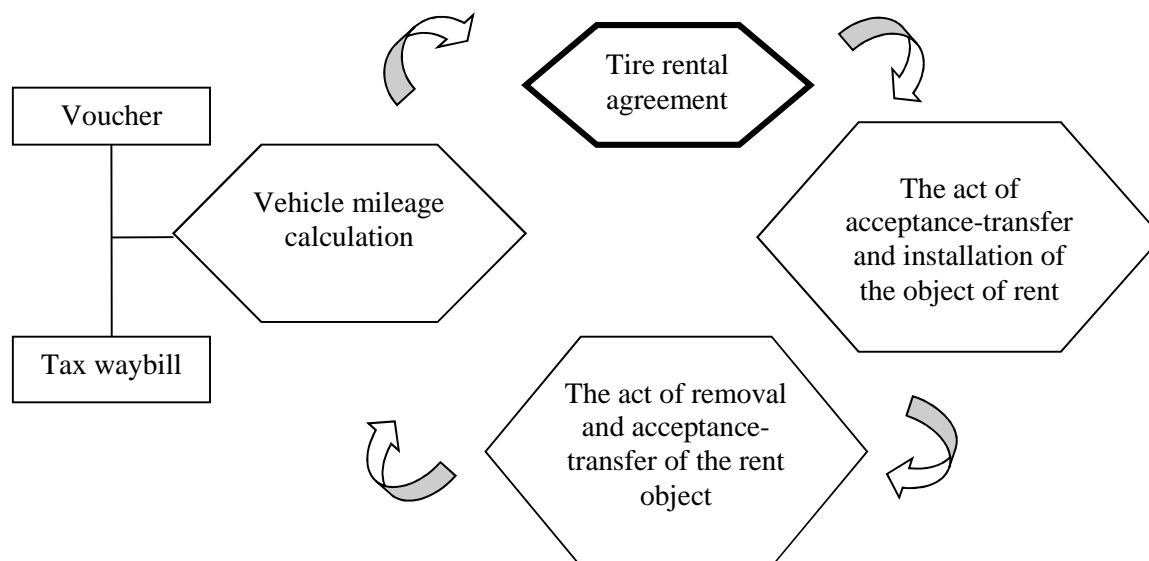 Tire rental
agreement
Voucher
Vehicle mileage
calculation
Tax waybill
The act of
acceptance-transfer
and installation of
the object of rent
The act of removal
and acceptance-
transfer of the rent
object